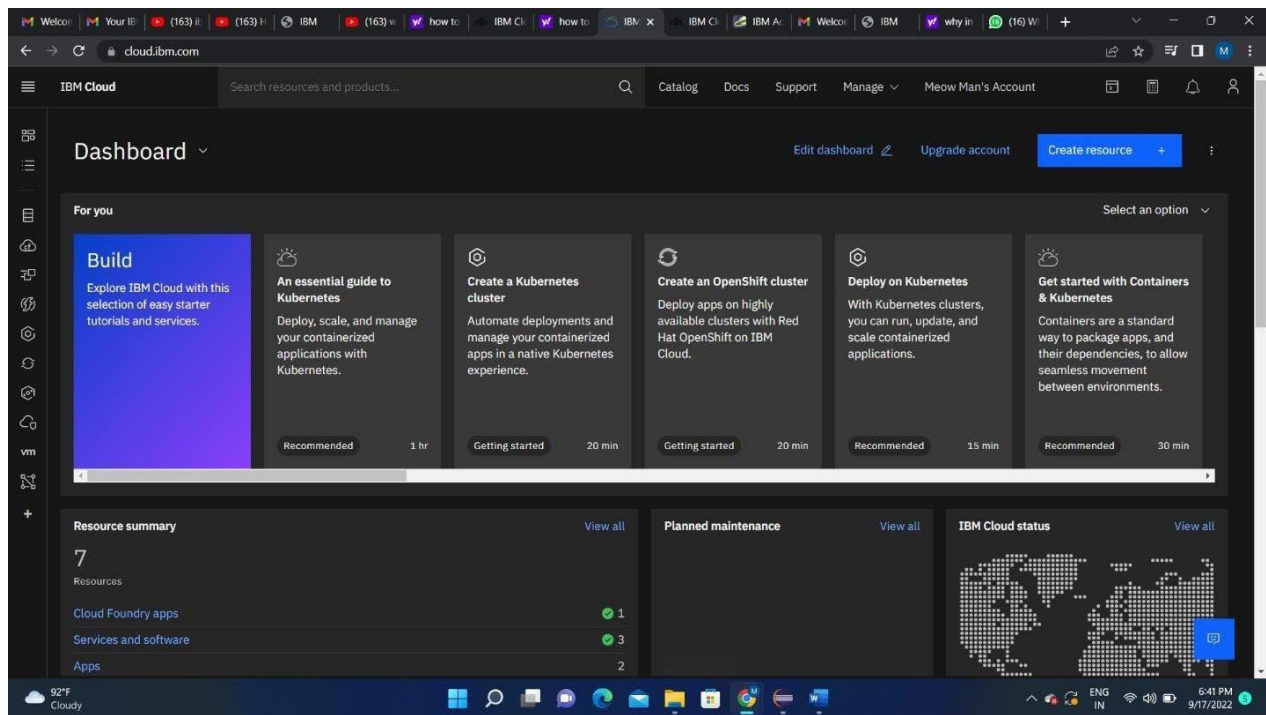 Welcon
Your IB
(163) ib
(163) H
IBM
(163) w
how to
IBM Clo
how to
IBM
IBM Cl
IBM Ac
Welcor
IBM
why in
(16) W
cloud.ibm.com
M
IBM Cloud
Search resources and products...
Catalog
Docs
Support
Manage
Meow Man's Account
Dashboard
Edit dashboard
Upgrade account
Create resource +
For you
Select an option
Build
Explore IBM Cloud with this
selection of easy starter
tutorials and services.
An essential guide to
Kubernetes
Deploy, scale, and manage
your containerized
applications with
Kubernetes.
Recommended
1 hr
Create a Kubernetes
cluster
Automate deployments and
manage your containerized
apps in a native Kubernetes
experience.
Getting started
20 min
Create an OpenShift cluster
Deploy apps on highly
available clusters with Red
Hat OpenShift on IBM
Cloud.
Getting started
20 min
Deploy on Kubernetes
With Kubernetes clusters,
you can run, update, and
scale containerized
applications.
Recommended
15 min
Get started with Containers
& Kubernetes
Containers are a standard
way to package apps, and
their dependencies, to allow
seamless movement
between environments.
Recommended
30 min
vm
Resource summary
View all
7
Resources
Cloud Foundry apps
1
Services and software
3
Apps
2
Planned maintenance
View all
IBM Cloud status
View all
92°F
Cloudy
ENG
IN
6:41 PM
9/17/2022